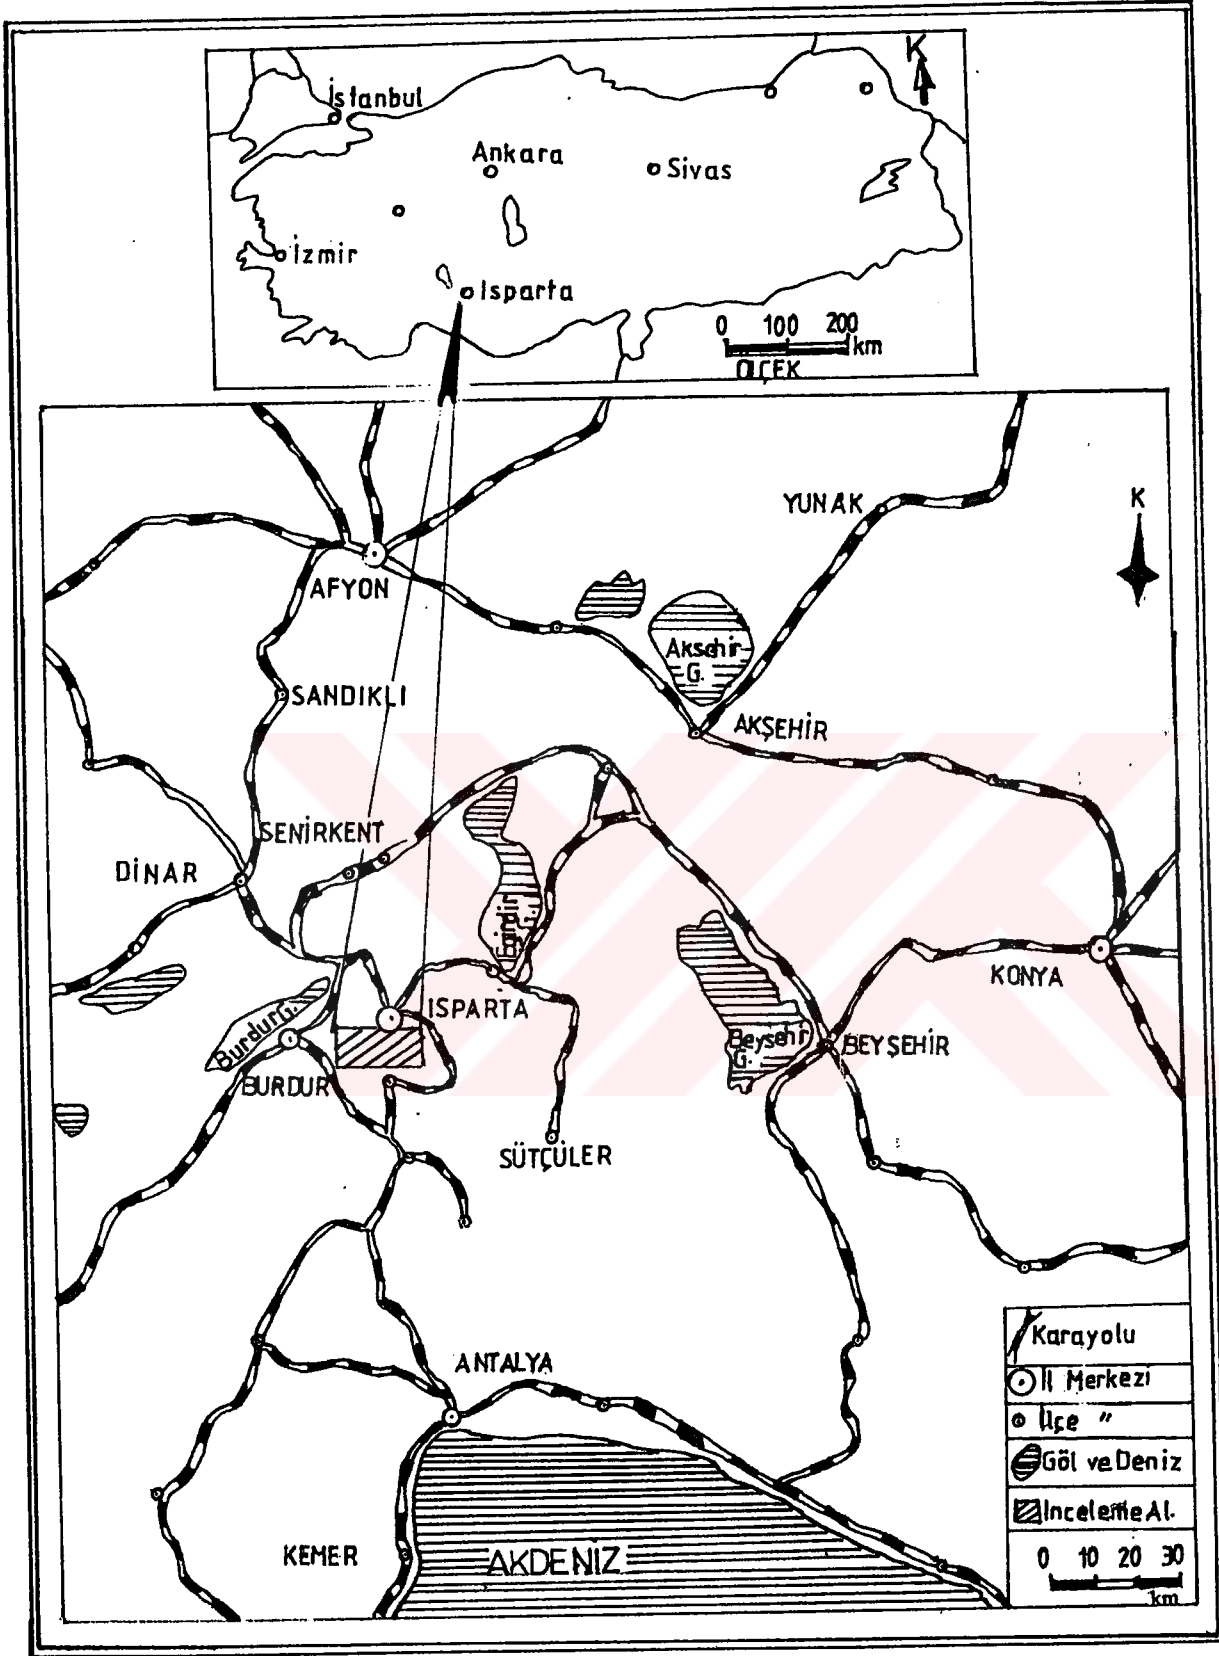 K
İstanbul
Ankara
Sivas
İzmir
Isparta
0 100 200
km
ÖLÇEK
YUNAK
K
AFYON
Akşehir
G.
SANDIKLI
AKŞEHİR
SENİRKENT
DİNAR
KONYA
ISPARTA
Burdur G.
Beyşehir
G.
BEYŞEHİR
BURDUR
SÜTÇÜLER
Karayolu
ANTALYA
İl Merkezi
İlçe "
Göl ve Deniz
İnceleme Al.
KEMER
AKDENİZ
0 10 20 30
km